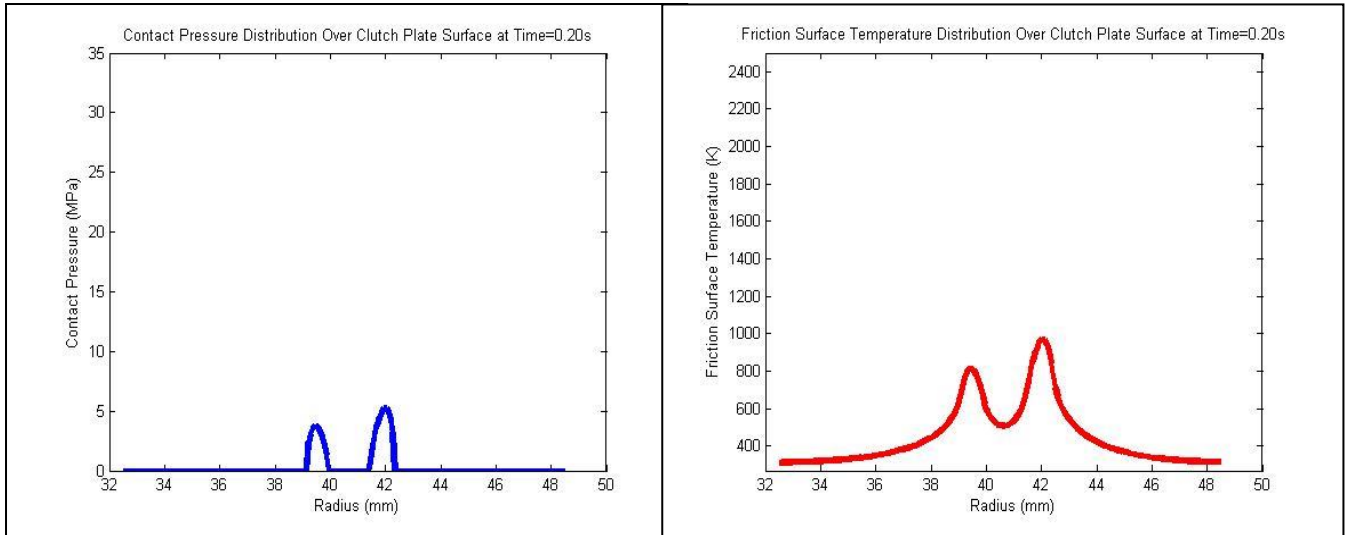 Contact Pressure Distribution Over Clutch Plate Surface at Time=0.20s
35
30
25
20
15
10
5
0
Contact Pressure (MPa)
32 34 36 38 40 42 44 46 48 50
Radius (mm)
Friction Surface Temperature Distribution Over Clutch Plate Surface at Time=0.20s
2400
2200
2000
1800
1600
1400
1200
1000
800
600
400
Friction Surface Temperature (K)
32 34 36 38 40 42 44 46 48 50
Radius (mm)